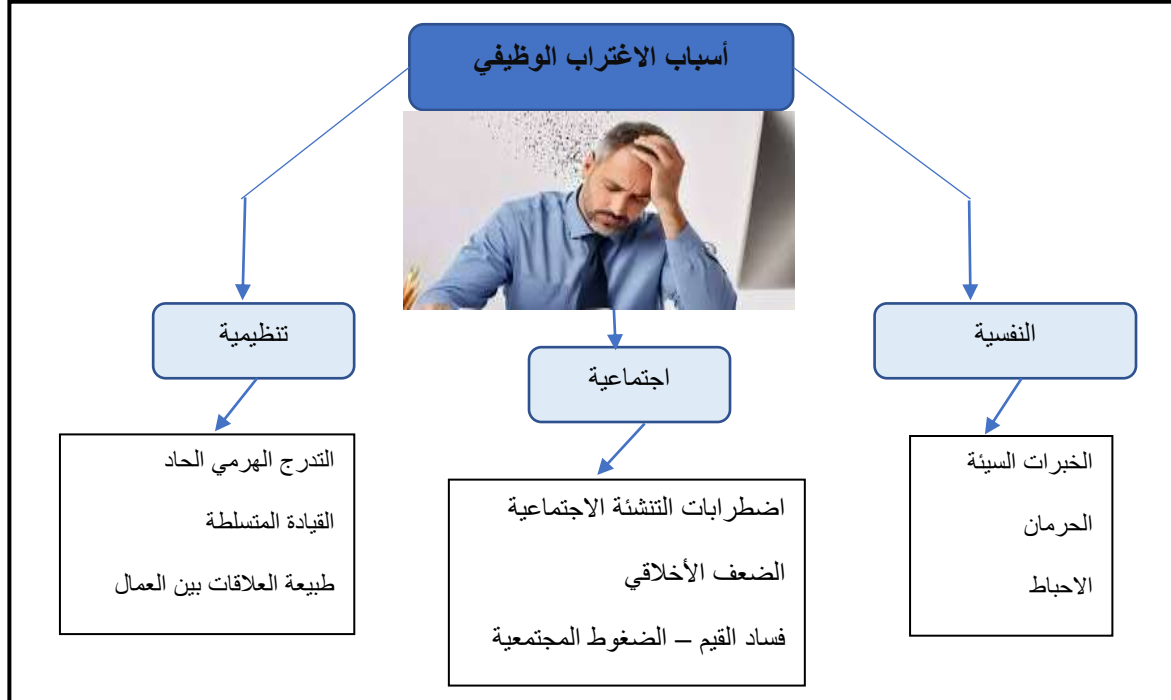 أسباب الاغتراب الوظيفي
النفسية
الخبرات السيئة
الحرمان
الاحباط
اجتماعية
اضطرابات التنشئة الاجتماعية
الضعف الأخلاقي
فساد القيم – الضغوط المجتمعية
تنظيمية
التدرج الهرمي الحاد
القيادة المتسلطة
طبيعة العلاقات بين العمال